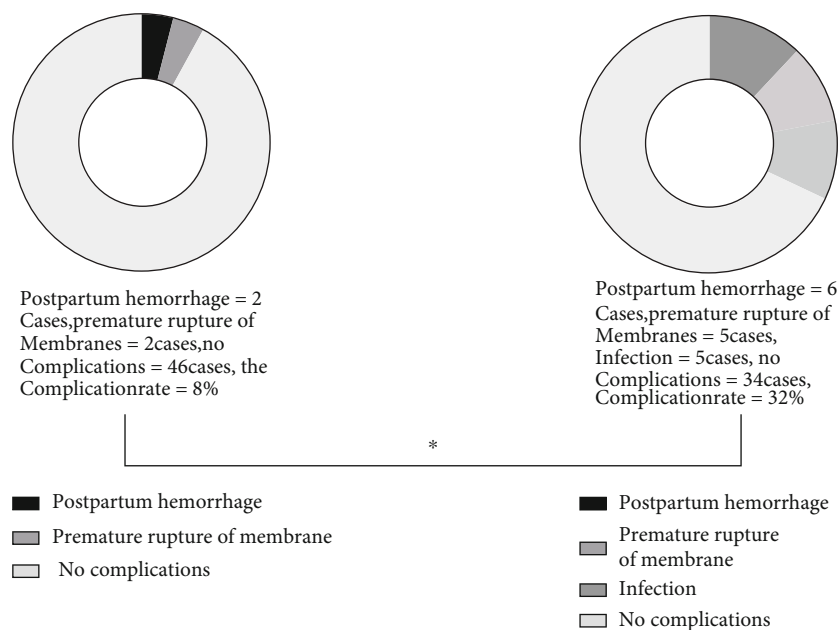 Postpartum hemorrhage = 2
Cases,premature rupture of
Membranes = 2cases,no
Complications = 46cases, the
Complicationrate = 8%
Postpartum hemorrhage = 6
Cases,premature rupture of
Membranes = 5cases,
Infection = 5cases, no
Complications = 34cases,
Complicationrate = 32%
*
Postpartum hemorrhage
Premature rupture of membrane
No complications
Postpartum hemorrhage
Premature rupture
of membrane
Infection
No complications